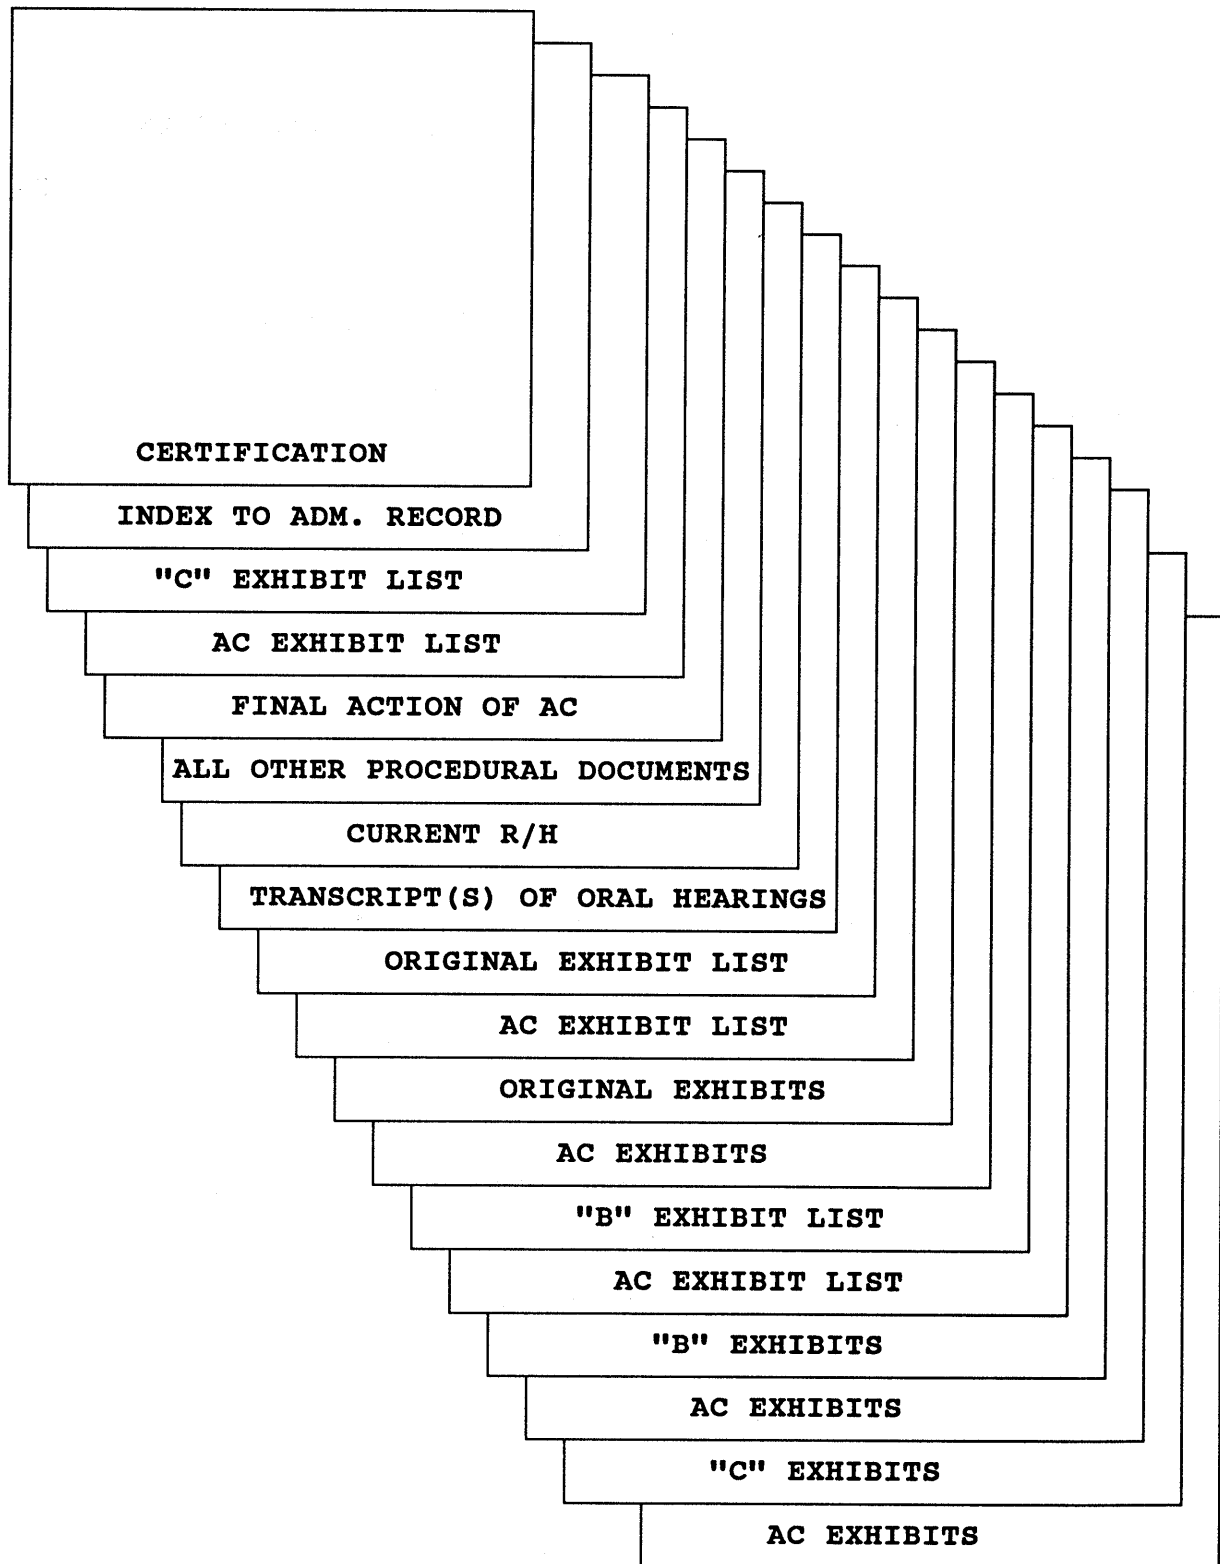 CERTIFICATION
INDEX TO ADM. RECORD
"C" EXHIBIT LIST
AC EXHIBIT LIST
FINAL ACTION OF AC
ALL OTHER PROCEDURAL DOCUMENTS
CURRENT R/H
TRANSCRIPT(S) OF ORAL HEARINGS
ORIGINAL EXHIBIT LIST
AC EXHIBIT LIST
ORIGINAL EXHIBITS
AC EXHIBITS
"B" EXHIBIT LIST
AC EXHIBIT LIST
"B" EXHIBITS
AC EXHIBITS
"C" EXHIBITS
AC EXHIBITS